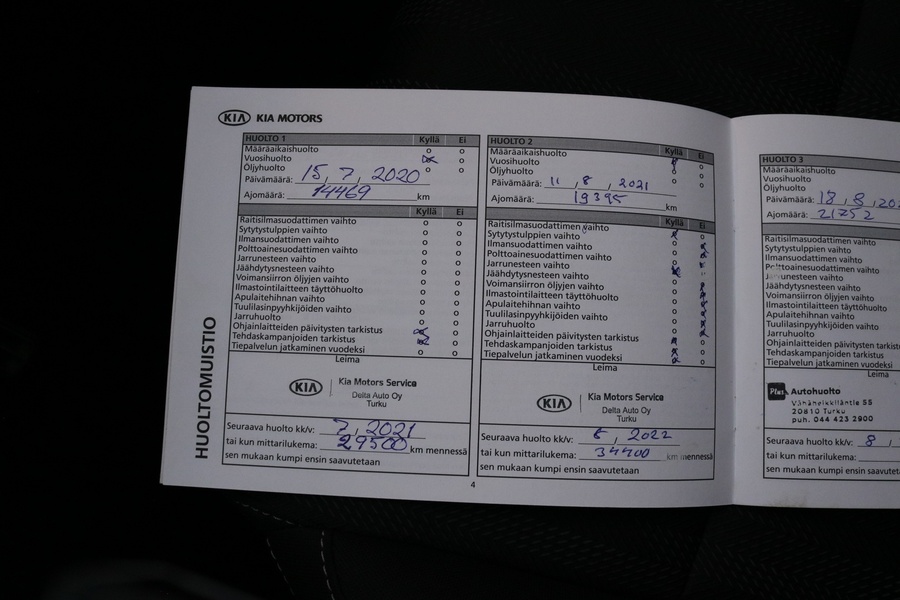 KIA KIA MOTORS
HUOLTOMUISTIO
HUOLTO 1 Kyllä Ei
Määräaikaishuolto
Vuosihuolto
Öljyhuolto
Päivämäärä: 15, 7, 2020
Ajomäärä: 14469 km
Kyllä Ei
Raitisilmasuodattimen vaihto
Sytytystulppien vaihto
Ilmansuodattimen vaihto
Polttoainesuodattimen vaihto
Jarrunesteen vaihto
Jäähdytysnesteen vaihto
Voimansiirron öljyjen vaihto
Ilmastointilaitteen täyttöhuolto
Apulaitehihnan vaihto
Tuulilasinpyyhkijöiden vaihto
Jarruhuolto
Ohjainlaitteiden päivitysten tarkistus
Tehdaskampanjoiden tarkistus
Tiepalvelun jatkaminen vuodeksi
Leima
KIA Kia Motors Service
Delta Auto Oy
Turku
Seuraava huolto kk/v: 7, 2021
tai kun mittarilukema: 29500 km mennessä
sen mukaan kumpi ensin saavutetaan
4
HUOLTO 2 Kyllä Ei
Määräaikaishuolto
Vuosihuolto
Öljyhuolto
Päivämäärä: 11, 8, 2021
Ajomäärä: 19395 km
Kyllä Ei
Raitisilmasuodattimen vaihto
Sytytystulppien vaihto
Ilmansuodattimen vaihto
Polttoainesuodattimen vaihto
Jarrunesteen vaihto
Jäähdytysnesteen vaihto
Voimansiirron öljyjen vaihto
Ilmastointilaitteen täyttöhuolto
Apulaitehihnan vaihto
Tuulilasinpyyhkijöiden vaihto
Jarruhuolto
Ohjainlaitteiden päivitysten tarkistus
Tehdaskampanjoiden tarkistus
Tiepalvelun jatkaminen vuodeksi
Leima
KIA Kia Motors Service
Delta Auto Oy
Turku
Seuraava huolto kk/v: 8, 2022
tai kun mittarilukema: 34400 km mennessä
sen mukaan kumpi ensin saavutetaan
HUOLTO 3
Määräaikaishuolto
Vuosihuolto
Öljyhuolto
Päivämäärä: 18, 8, 202
Ajomäärä: 21752
Raitisilmasuodattimen vaihto
Sytytystulppien vaihto
Ilmansuodattimen vaihto
Polttoainesuodattimen vaihto
Jarrunesteen vaihto
Jäähdytysnesteen vaihto
Voimansiirron öljyjen vaihto
Ilmastointilaitteen täyttöhuolto
Apulaitehihnan vaihto
Tuulilasinpyyhkijöiden vaihto
Jarruhuolto
Ohjainlaitteiden päivitysten tarkistus
Tehdaskampanjoiden tarkistus
Tiepalvelun jatkaminen vuodeksi
Leima
Plus Autohuolto
Vähäheikkiläntie 55
20810 Turku
puh. 044 423 2900
Seuraava huolto kk/v: 8,
tai kun mittarilukema:
sen mukaan kumpi ensin saavutetaan